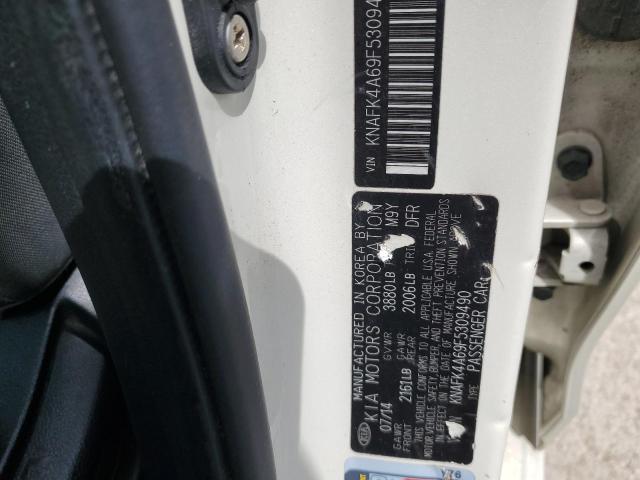 VIN KNAFK4A69F53094
MANUFACTURED IN KOREA BY
KIA MOTORS CORPORATION
07/14 GVWR 3880LB M9Y
GAWR FRONT 2161LB GAWR REAR 2006LB TRIM DFR
THIS VEHICLE CONFORMS TO ALL APPLICABLE U.S.A. FEDERAL
MOTOR VEHICLE SAFETY, BUMPER, AND THEFT PREVENTION STANDARDS
IN EFFECT ON THE DATE OF MANUFACTURE SHOWN ABOVE
KNAFK4A69F5309490
TYPE: PASSENGER CAR